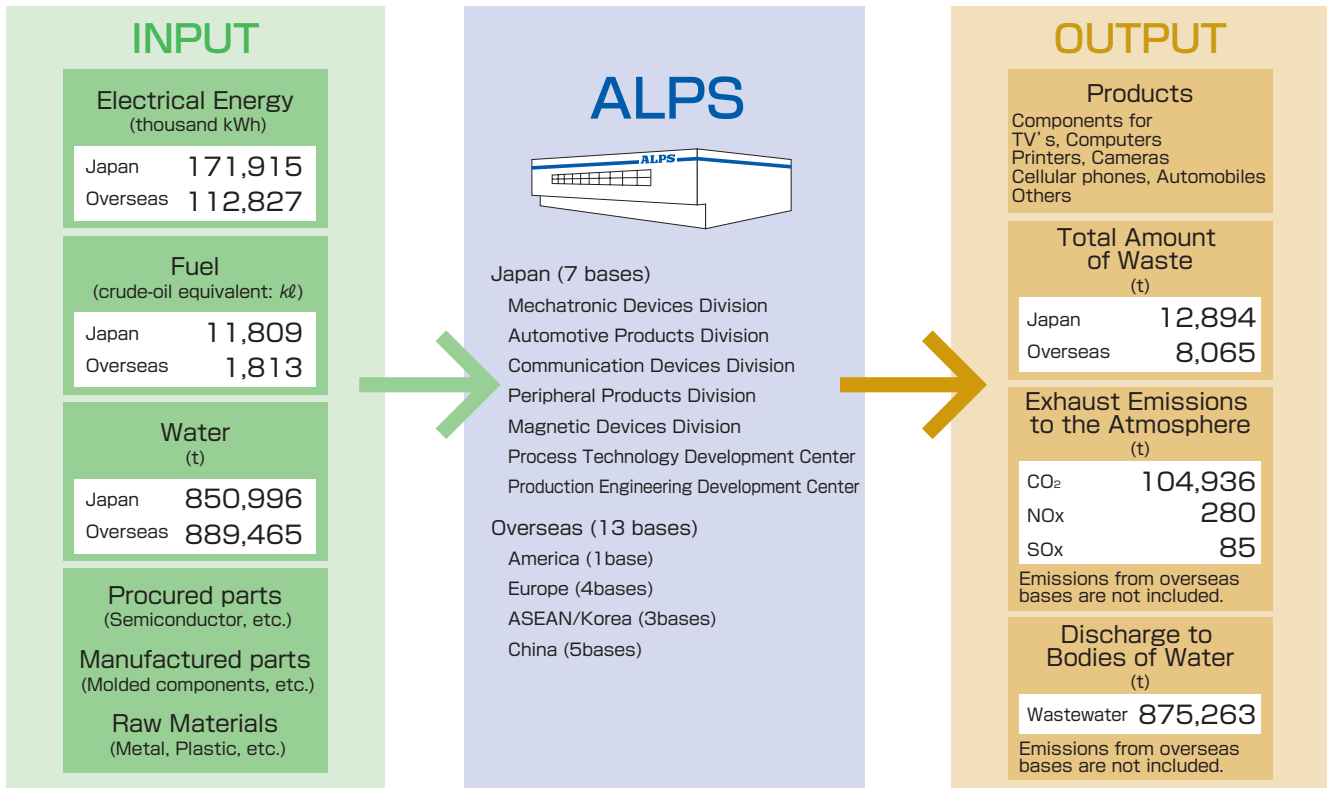 INPUT
Electrical Energy
(thousand kWh)
Japan 171,915
Overseas 112,827
Fuel
(crude-oil equivalent: kℓ)
Japan 11,809
Overseas 1,813
Water
(t)
Japan 850,996
Overseas 889,465
Procured parts
(Semiconductor, etc.)
Manufactured parts
(Molded components, etc.)
Raw Materials
(Metal, Plastic, etc.)
ALPS
ALPS
Japan (7 bases)
Mechatronic Devices Division
Automotive Products Division
Communication Devices Division
Peripheral Products Division
Magnetic Devices Division
Process Technology Development Center
Production Engineering Development Center
Overseas (13 bases)
America (1base)
Europe (4bases)
ASEAN/Korea (3bases)
China (5bases)
OUTPUT
Products
Components for
TV's, Computers
Printers, Cameras
Cellular phones, Automobiles
Others
Total Amount
of Waste
(t)
Japan 12,894
Overseas 8,065
Exhaust Emissions
to the Atmosphere
(t)
CO₂ 104,936
NOx 280
SOx 85
Emissions from overseas
bases are not included.
Discharge to
Bodies of Water
(t)
Wastewater 875,263
Emissions from overseas
bases are not included.